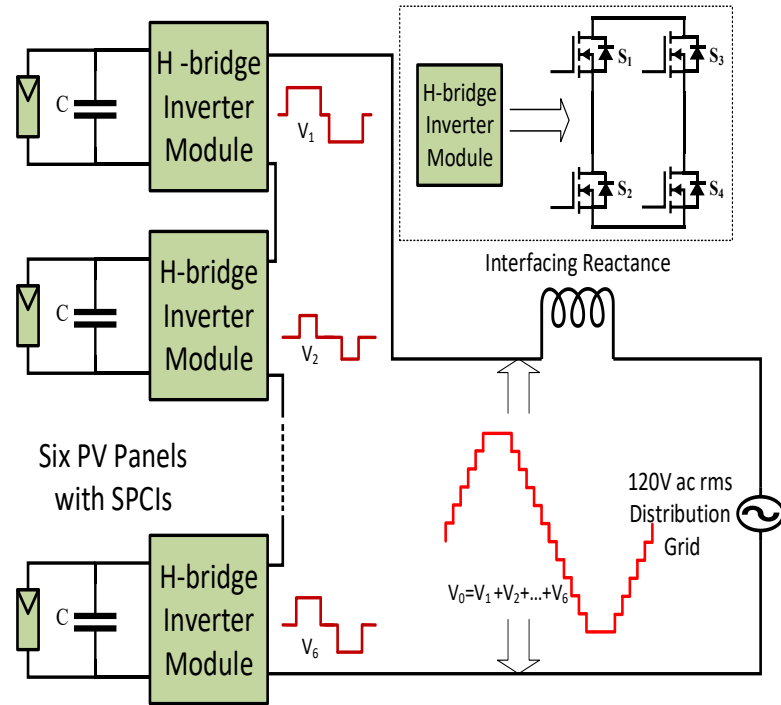 C
H -bridge
Inverter
Module
V₁
H-bridge
Inverter
Module
S₁
S₃
S₂
S₄
C
H-bridge
Inverter
Module
V₂
Interfacing Reactance
Six PV Panels
with SPCIs
120V ac rms
Distribution
Grid
C
H-bridge
Inverter
Module
V₆
V₀=V₁+V₂+...+V₆